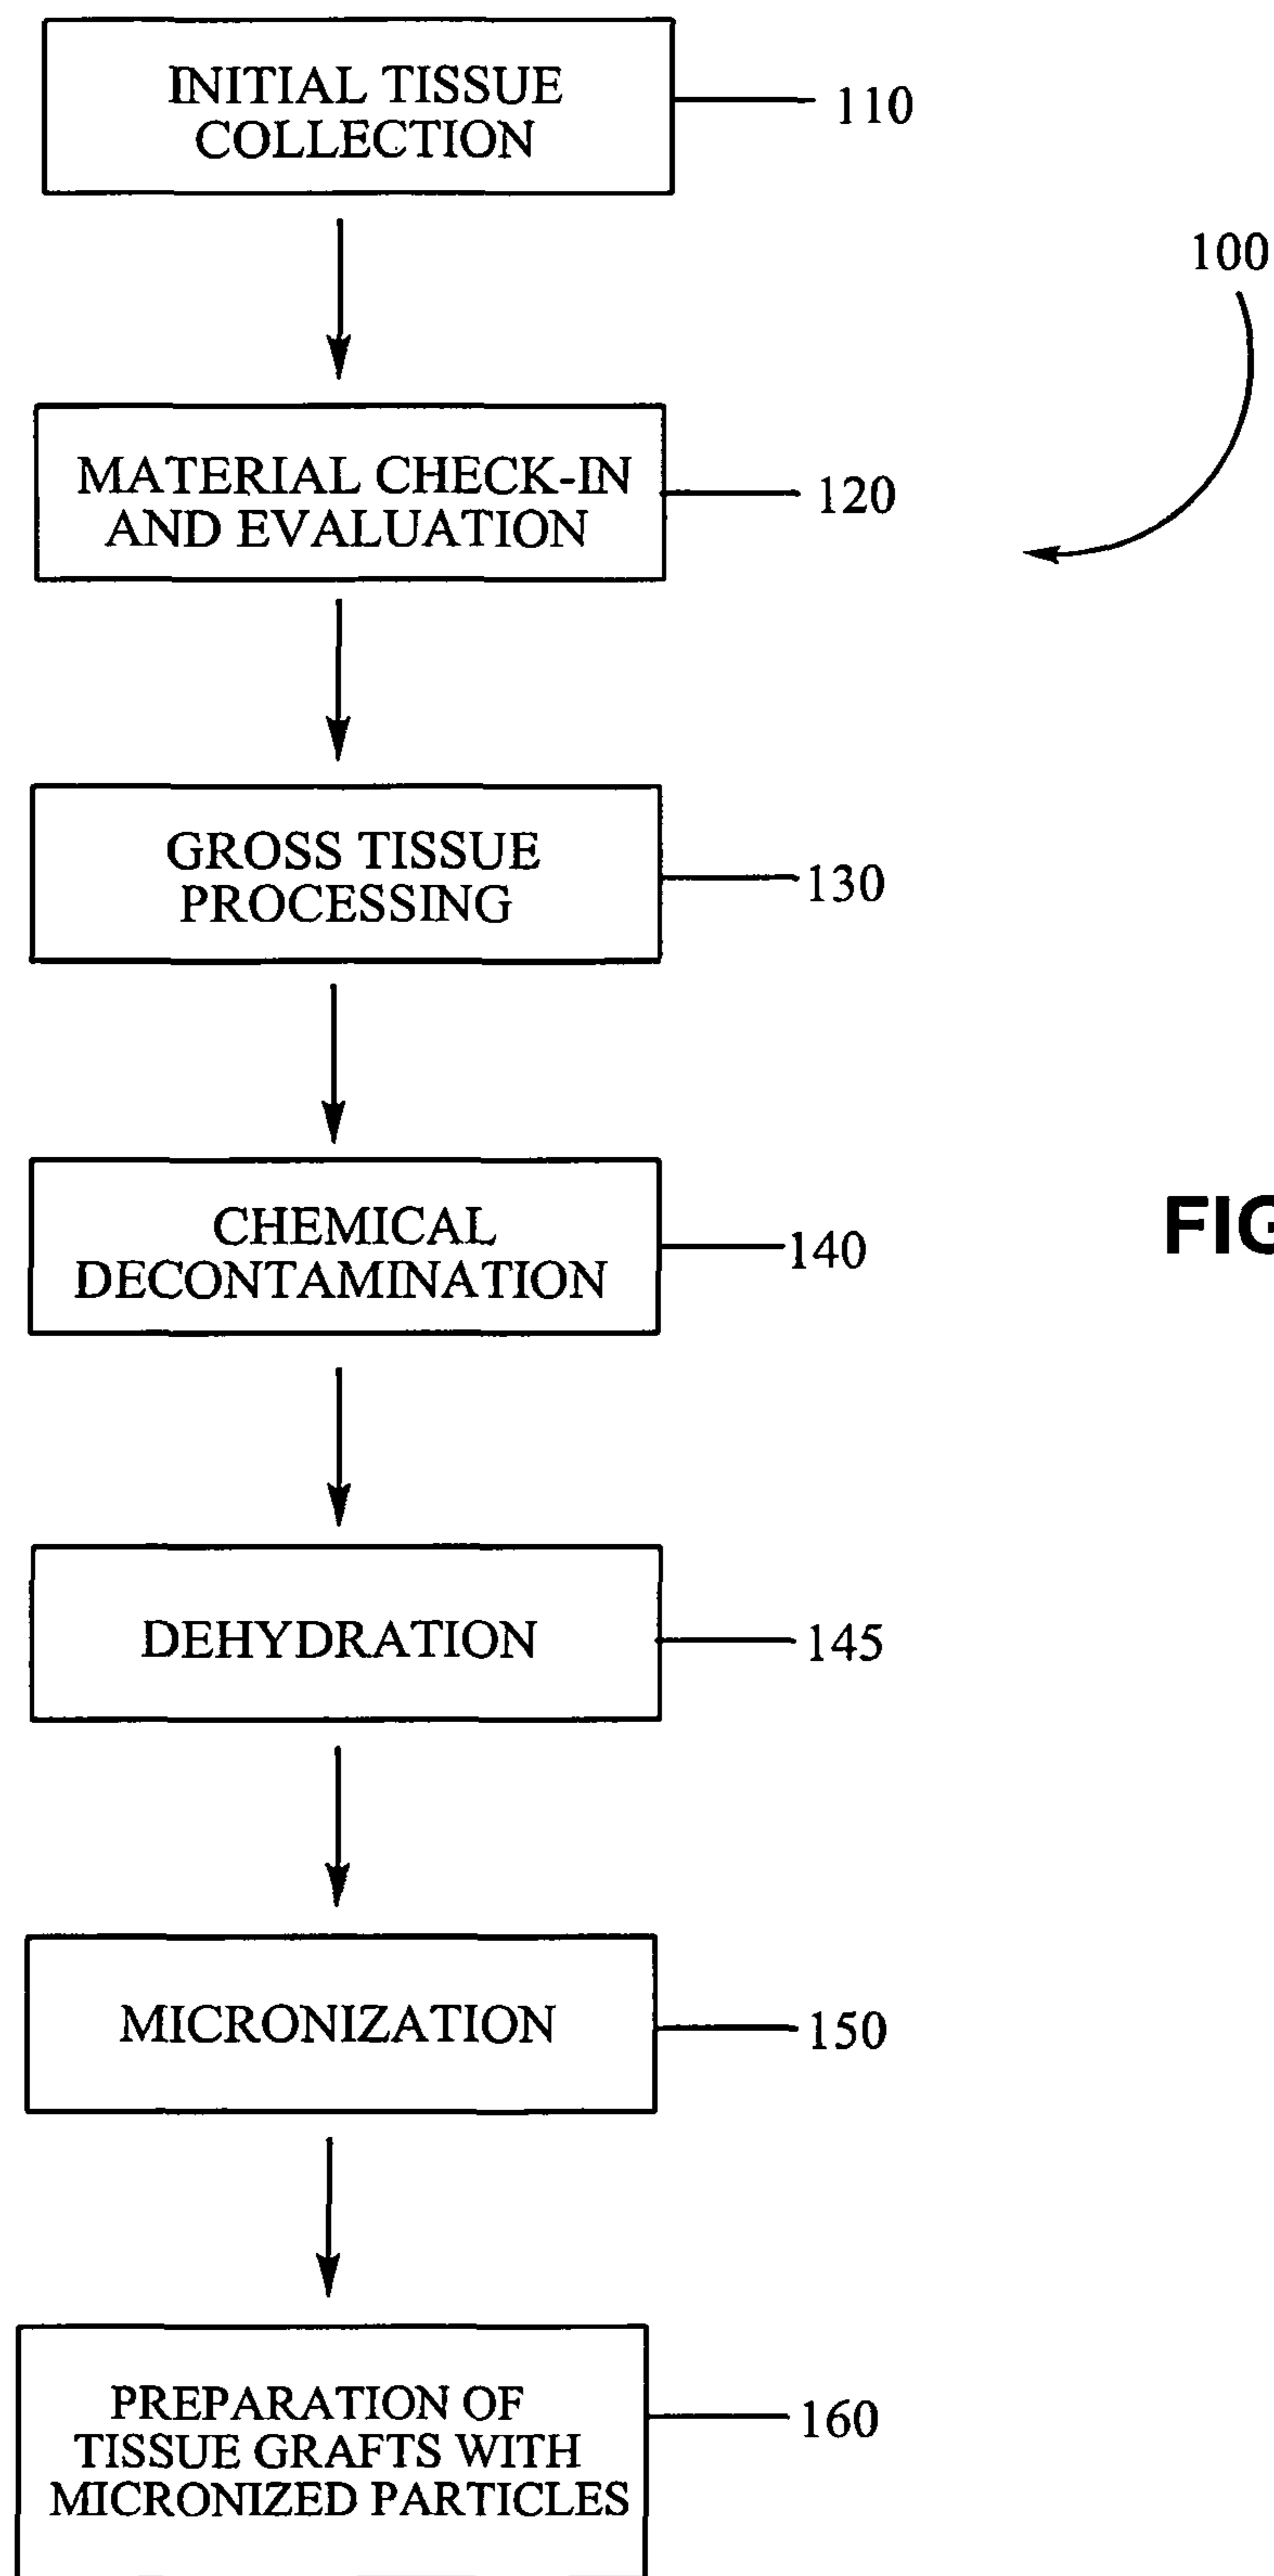 INITIAL TISSUE
COLLECTION
110
100
MATERIAL CHECK-IN
AND EVALUATION
120
GROSS TISSUE
PROCESSING
130
CHEMICAL
DECONTAMINATION
140
FIG
DEHYDRATION
145
MICRONIZATION
150
PREPARATION OF
TISSUE GRAFTS WITH
MICRONIZED PARTICLES
160